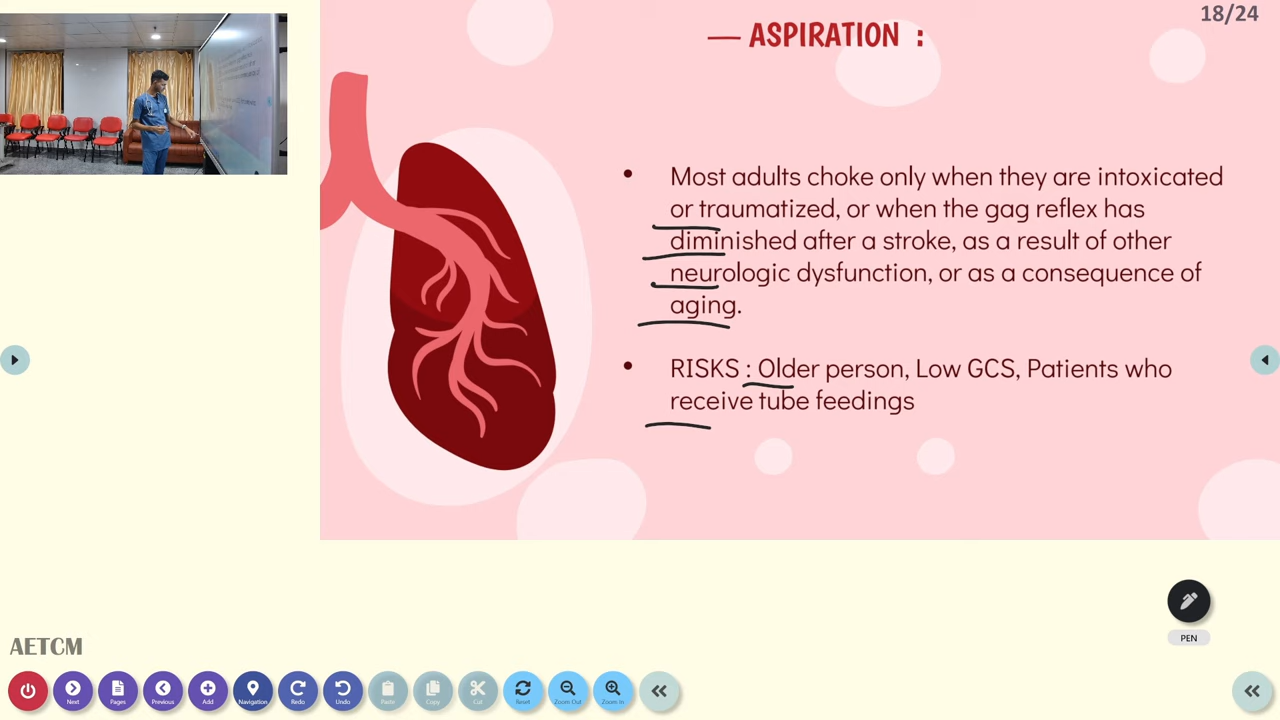 18/24
— ASPIRATION :
• Most adults choke only when they are intoxicated
or traumatized, or when the gag reflex has
diminished after a stroke, as a result of other
neurologic dysfunction, or as a consequence of
aging.
• RISKS : Older person, Low GCS, Patients who
receive tube feedings
PEN
AETCM
Next Pages Previous Add Navigation Redo Undo Paste Copy Cut Reset Zoom Out Zoom In